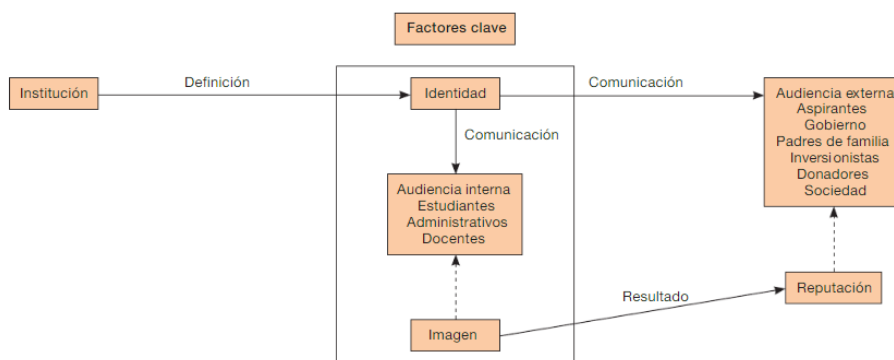 Factores clave
Institución
Definición
Identidad
Comunicación
Audiencia externa
Aspirantes
Gobierno
Padres de familia
Inversionistas
Donadores
Sociedad
Comunicación
Audiencia interna
Estudiantes
Administrativos
Docentes
Reputación
Resultado
Imagen